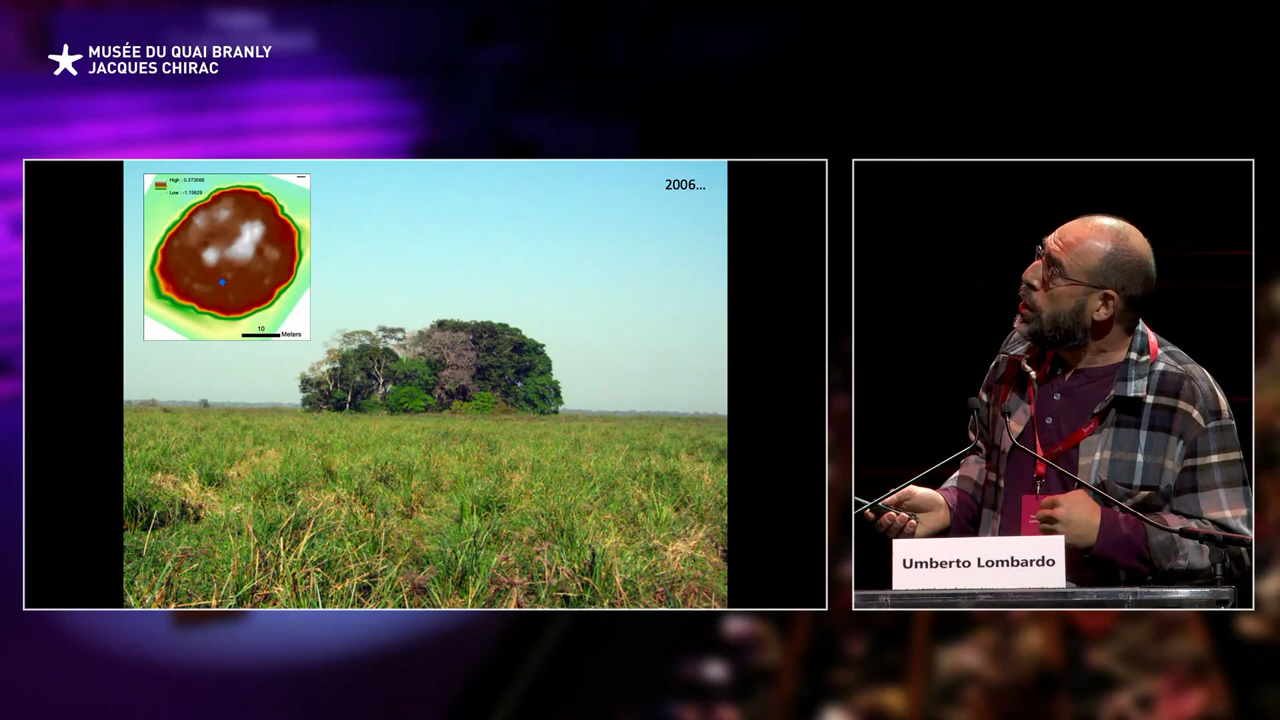 MUSÉE DU QUAI BRANLY
JACQUES CHIRAC
High : 0.373566
Low : -1.15829
2006...
10
Meters
Umberto Lombardo